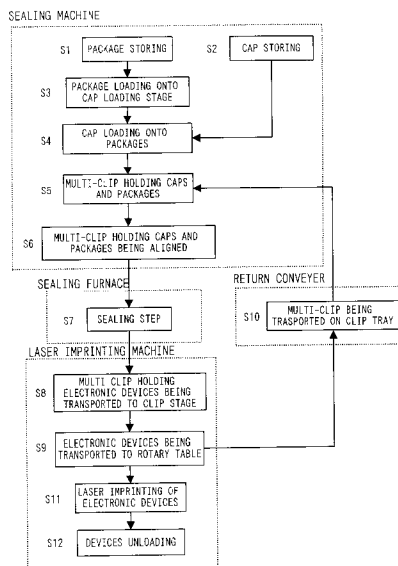 SEALING MACHINE
S1
PACKAGE STORING
S2
CAP STORING
S3
PACKAGE LOADING ONTO
CAP LOADING STAGE
S4
CAP LOADING ONTO
PACKAGES
S5
MULTI-CLIP HOLDING CAPS
AND PACKAGES
S6
MULTI-CLIP HOLDING CAPS AND
PACKAGES BEING ALIGNED
SEALING FURNACE
S7
SEALING STEP
RETURN CONVEYER
S10
MULTI-CLIP BEING
TRASPORTED ON CLIP TRAY
LASER IMPRINTING MACHINE
S8
MULTI CLIP HOLDING
ELECTRONIC DEVICES BEING
TRANSPORTED TO CLIP STAGE
S9
ELECTRONIC DEVICES BEING
TRANSPORTED TO ROTARY TABLE
S11
LASER IMPRINTING OF
ELECTRONIC DEVICES
S12
DEVICES UNLOADING